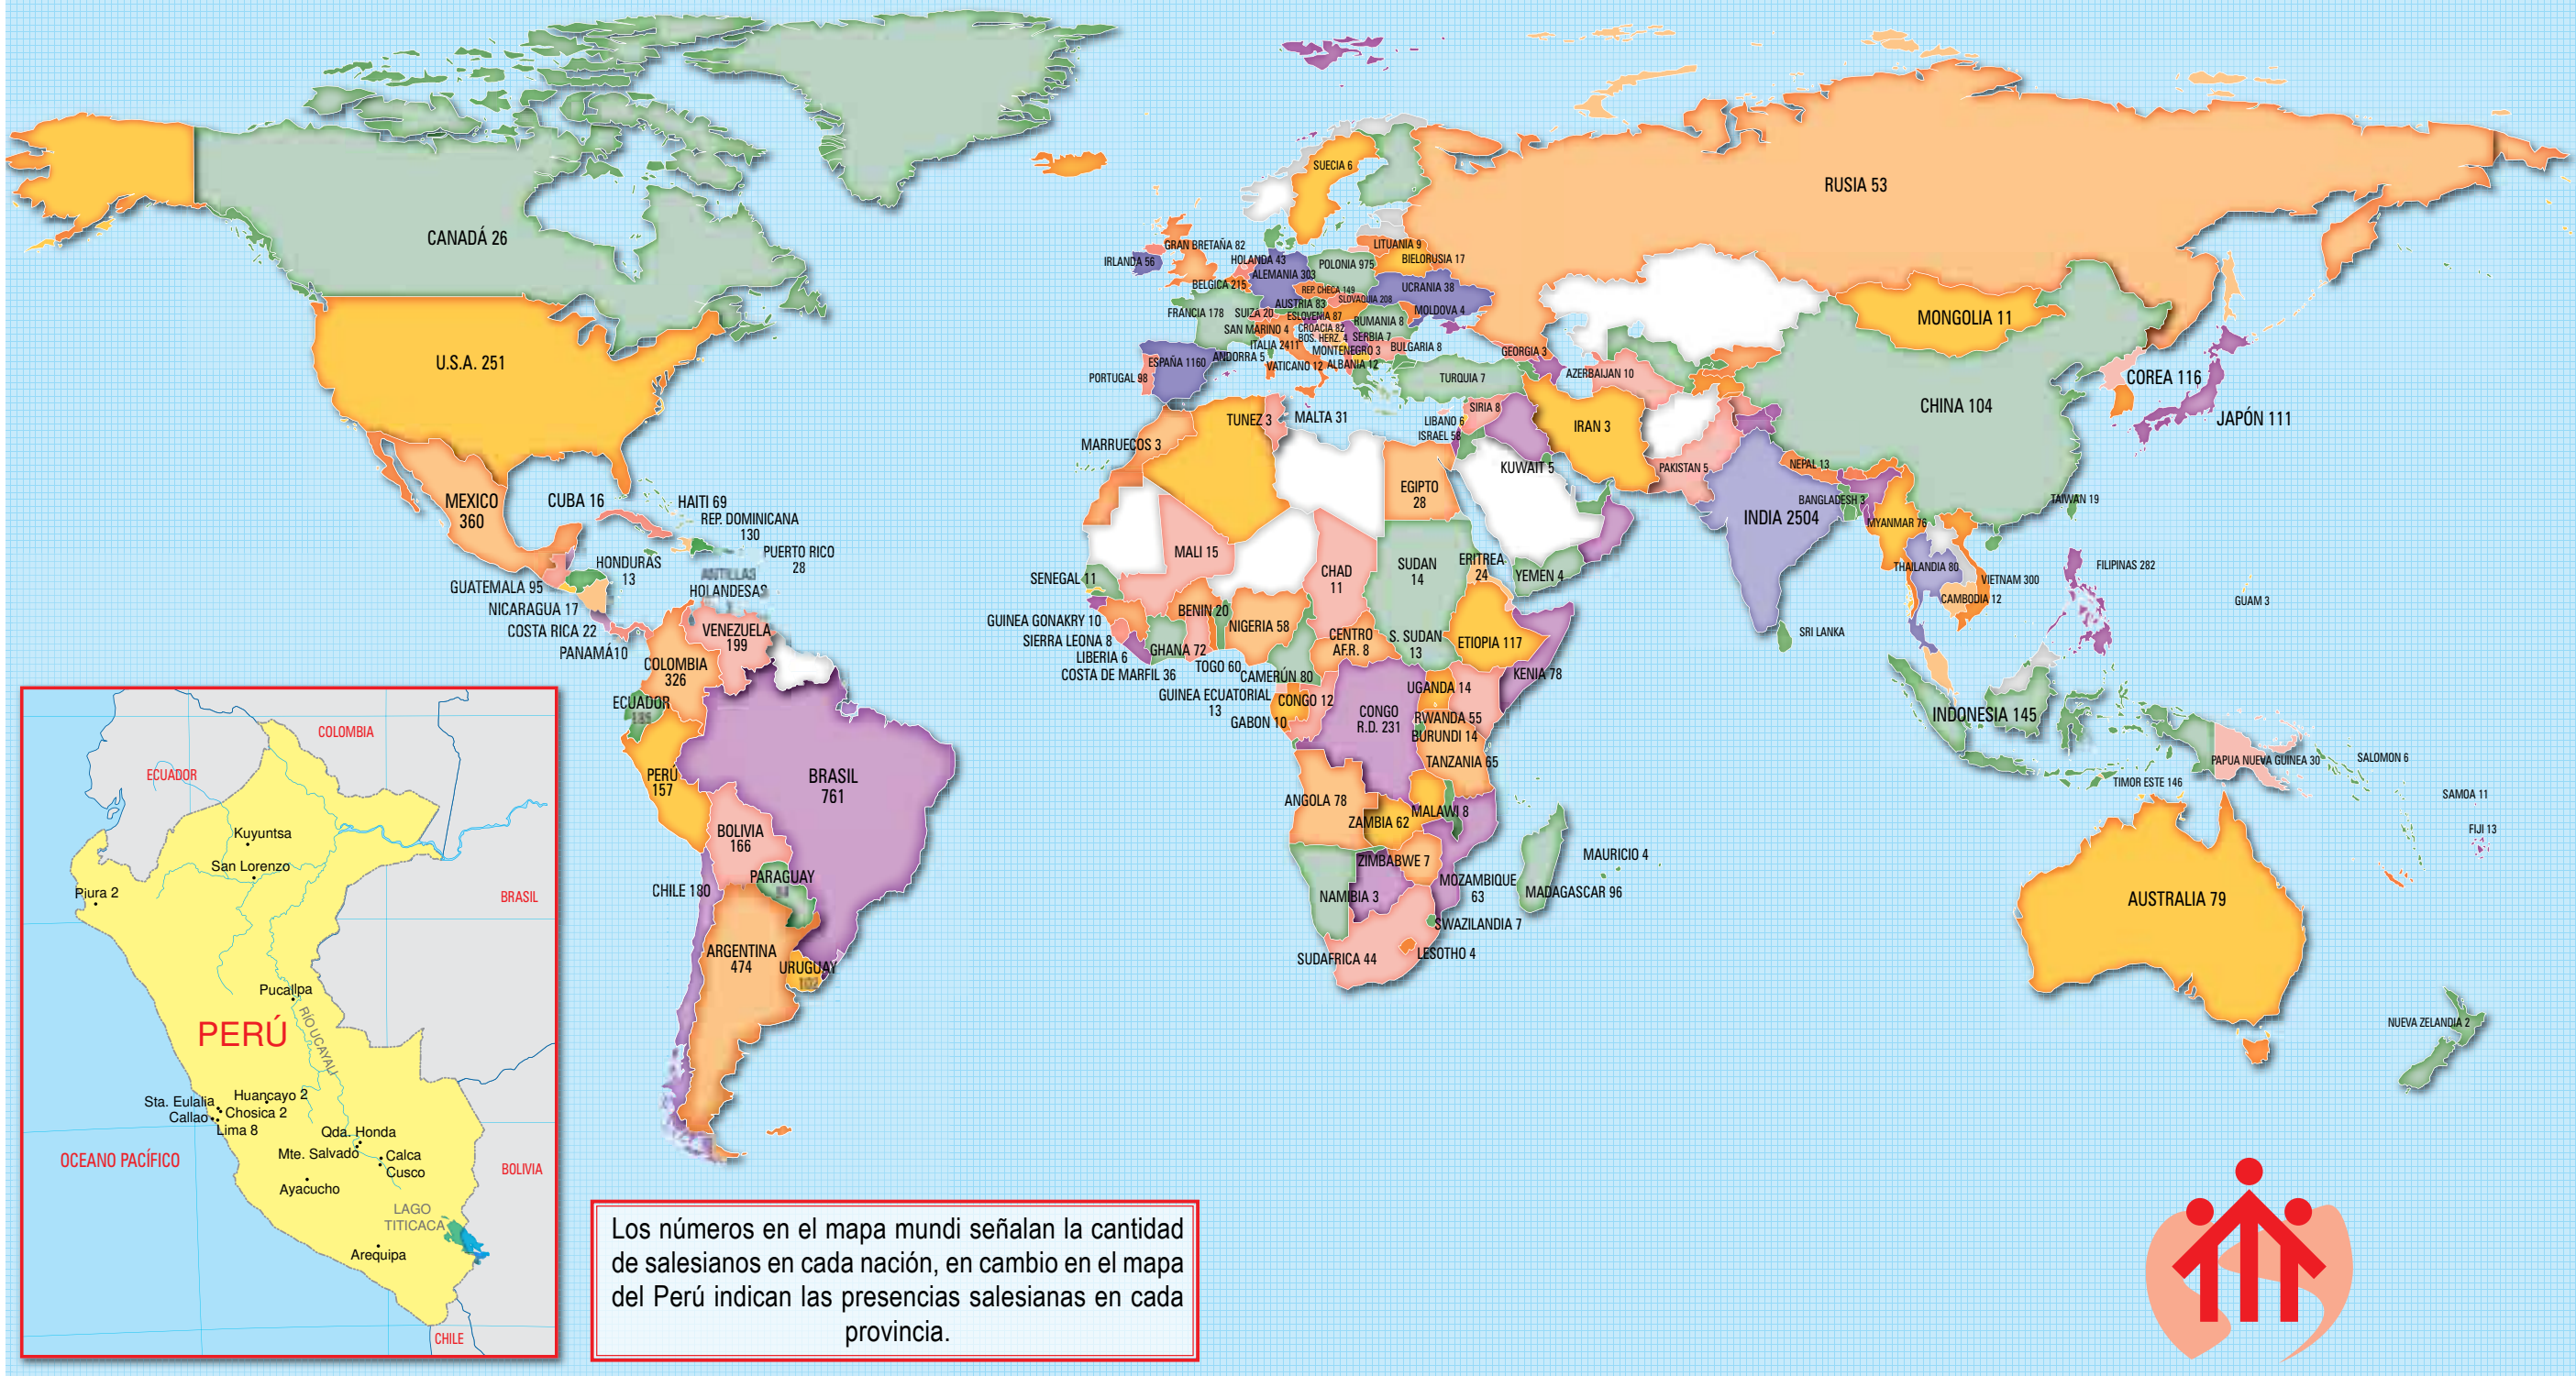 CANADÁ 26
U.S.A. 251
MEXICO
360
CUBA 16
HAITI 69
REP. DOMINICANA
130
PUERTO RICO
28
HONDURAS
13
GUATEMALA 95
NICARAGUA 17
COSTA RICA 22
PANAMÁ10
ANTILLAS
HOLANDESAS
VENEZUELA
199
COLOMBIA
326
ECUADOR
PERÚ
157
BRASIL
761
BOLIVIA
166
PARAGUAY
CHILE 180
ARGENTINA
474
URUGUAY
102
SUECIA 6
RUSIA 53
GRAN BRETAÑA 82
IRLANDA 56
HOLANDA 43
LITUANIA 9
BIELORUSIA 17
POLONIA 975
ALEMANIA 303
BELGICA 215
REP. CHECA 149
UCRANIA 38
SLOVAQUIA 208
AUSTRIA 83
MOLDOVA 4
FRANCIA 178
SUIZA 20
ESLOVENIA 87
RUMANIA 8
SAN MARINO 4
CROACIA 82
BOS. HERZ. 4
SERBIA 7
ITALIA 2411
MONTENEGRO 3
BULGARIA 8
ANDORRA 5
ESPAÑA 1160
VATICANO 12
ALBANIA 12
PORTUGAL 98
GEORGIA 3
AZERBAIJAN 10
TURQUIA 7
MONGOLIA 11
COREA 116
CHINA 104
JAPÓN 111
TUNEZ 3
MALTA 31
SIRIA 8
LIBANO 6
ISRAEL 58
IRAN 3
MARRUECOS 3
KUWAIT 5
PAKISTAN 5
NEPAL 13
EGIPTO
28
BANGLADESH 3
TAIWAN 19
INDIA 2504
MYANMAR 76
MALI 15
CHAD
11
SUDAN
14
ERITREA
24
YEMEN 4
THAILANDIA 80
VIETNAM 300
CAMBODIA 12
FILIPINAS 282
GUAM 3
SRI LANKA
SENEGAL 11
GUINEA GONAKRY 10
SIERRA LEONA 8
LIBERIA 6
COSTA DE MARFIL 36
GHANA 72
BENIN 20
TOGO 60
NIGERIA 58
CAMERÚN 80
CENTRO
AF.R. 8
S. SUDAN
13
ETIOPIA 117
KENIA 78
GUINEA ECUATORIAL
13
GABON 10
CONGO 12
CONGO
R.D. 231
UGANDA 14
RWANDA 55
BURUNDI 14
TANZANIA 65
ANGOLA 78
ZAMBIA 62
MALAWI 8
ZIMBABWE 7
NAMIBIA 3
MOZAMBIQUE
63
MAURICIO 4
MADAGASCAR 96
SWAZILANDIA 7
LESOTHO 4
SUDAFRICA 44
INDONESIA 145
PAPUA NUEVA GUINEA 30
SALOMON 6
TIMOR ESTE 146
SAMOA 11
FIJI 13
AUSTRALIA 79
NUEVA ZELANDIA 2
COLOMBIA
ECUADOR
Kuyuntsa
San Lorenzo
Piura 2
BRASIL
Pucallpa
PERÚ
RÍO UCAYALI
Huancayo 2
Sta. Eulalia
Chosica 2
Callao
Lima 8
Qda. Honda
Mte. Salvado
Calca
Cusco
OCEANO PACÍFICO
BOLIVIA
Ayacucho
LAGO
TITICACA
Arequipa
CHILE
Los números en el mapa mundi señalan la cantidad
de salesianos en cada nación, en cambio en el mapa
del Perú indican las presencias salesianas en cada
provincia.